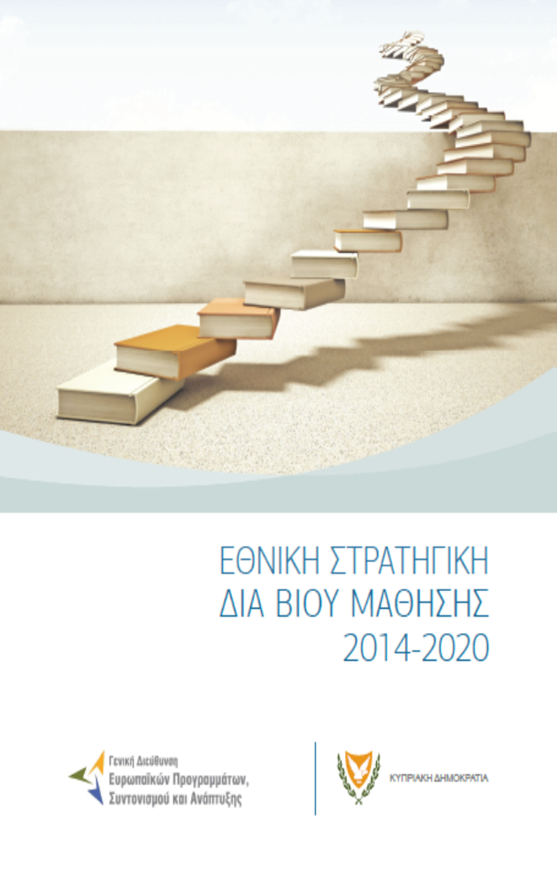 ΕΘΝΙΚΗ ΣΤΡΑΤΗΓΙΚΗ
ΔΙΑ ΒΙΟΥ ΜΑΘΗΣΗΣ
2014-2020
Γενική Διεύθυνση
Ευρωπαϊκών Προγραμμάτων,
Συντονισμού και Ανάπτυξης
ΚΥΠΡΙΑΚΗ ΔΗΜΟΚΡΑΤΙΑ